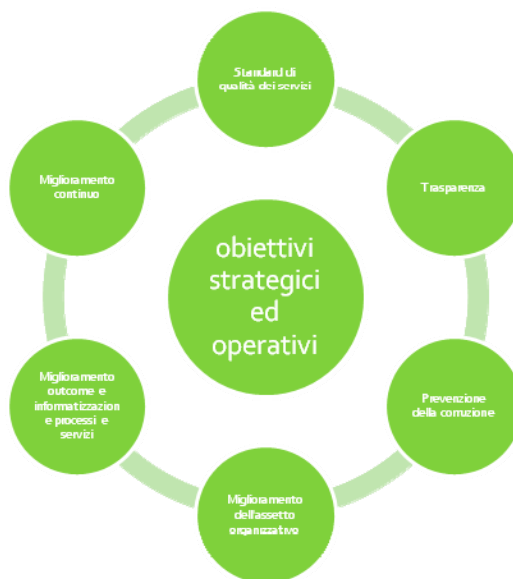 Standard di
qualità dei servizi
Trasparenza
Prevenzione
della corruzione
Miglioramento
dell'assetto
organizzativo
Miglioramento
outcome e
informatizzazion
e processi e
servizi
Miglioramento
continuo
obiettivi
strategici
ed
operativi